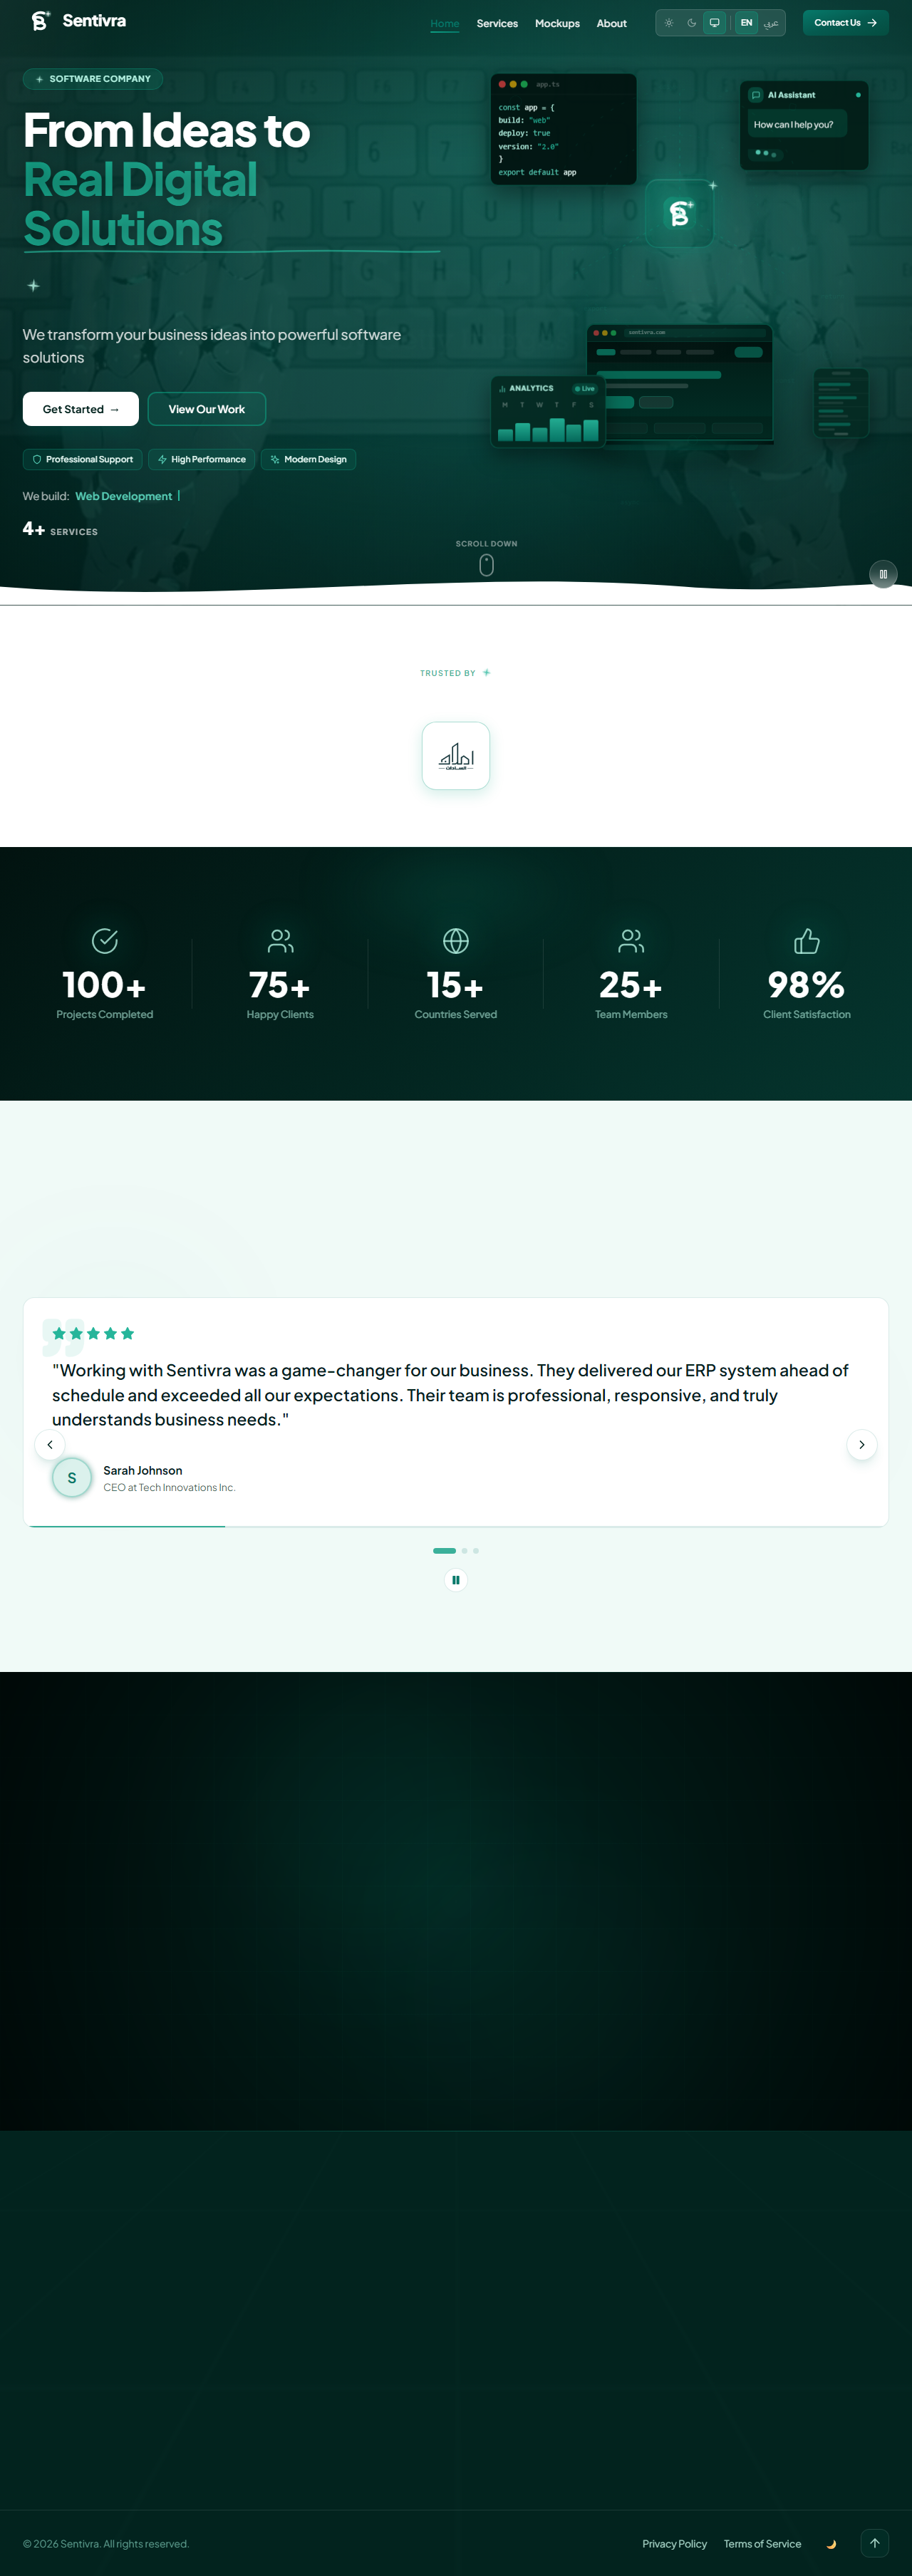 Sentivra
Home
Services
Mockups
About
EN
عربي
Contact Us
SOFTWARE COMPANY
From Ideas to
Real Digital
Solutions
We transform your business ideas into powerful software
solutions
Get Started →
View Our Work
Professional Support
High Performance
Modern Design
We build: Web Development
4+ SERVICES
app.ts
const app = {
build: "web"
deploy: true
version: "2.0"
}
export default app
AI Assistant
How can I help you?
sentivra.com
ANALYTICS
Live
M T W T F S
SCROLL DOWN
TRUSTED BY
100+
Projects Completed
75+
Happy Clients
15+
Countries Served
25+
Team Members
98%
Client Satisfaction
"Working with Sentivra was a game-changer for our business. They delivered our ERP system ahead of
schedule and exceeded all our expectations. Their team is professional, responsive, and truly
understands business needs."
S
Sarah Johnson
CEO at Tech Innovations Inc.
© 2026 Sentivra. All rights reserved.
Privacy Policy
Terms of Service